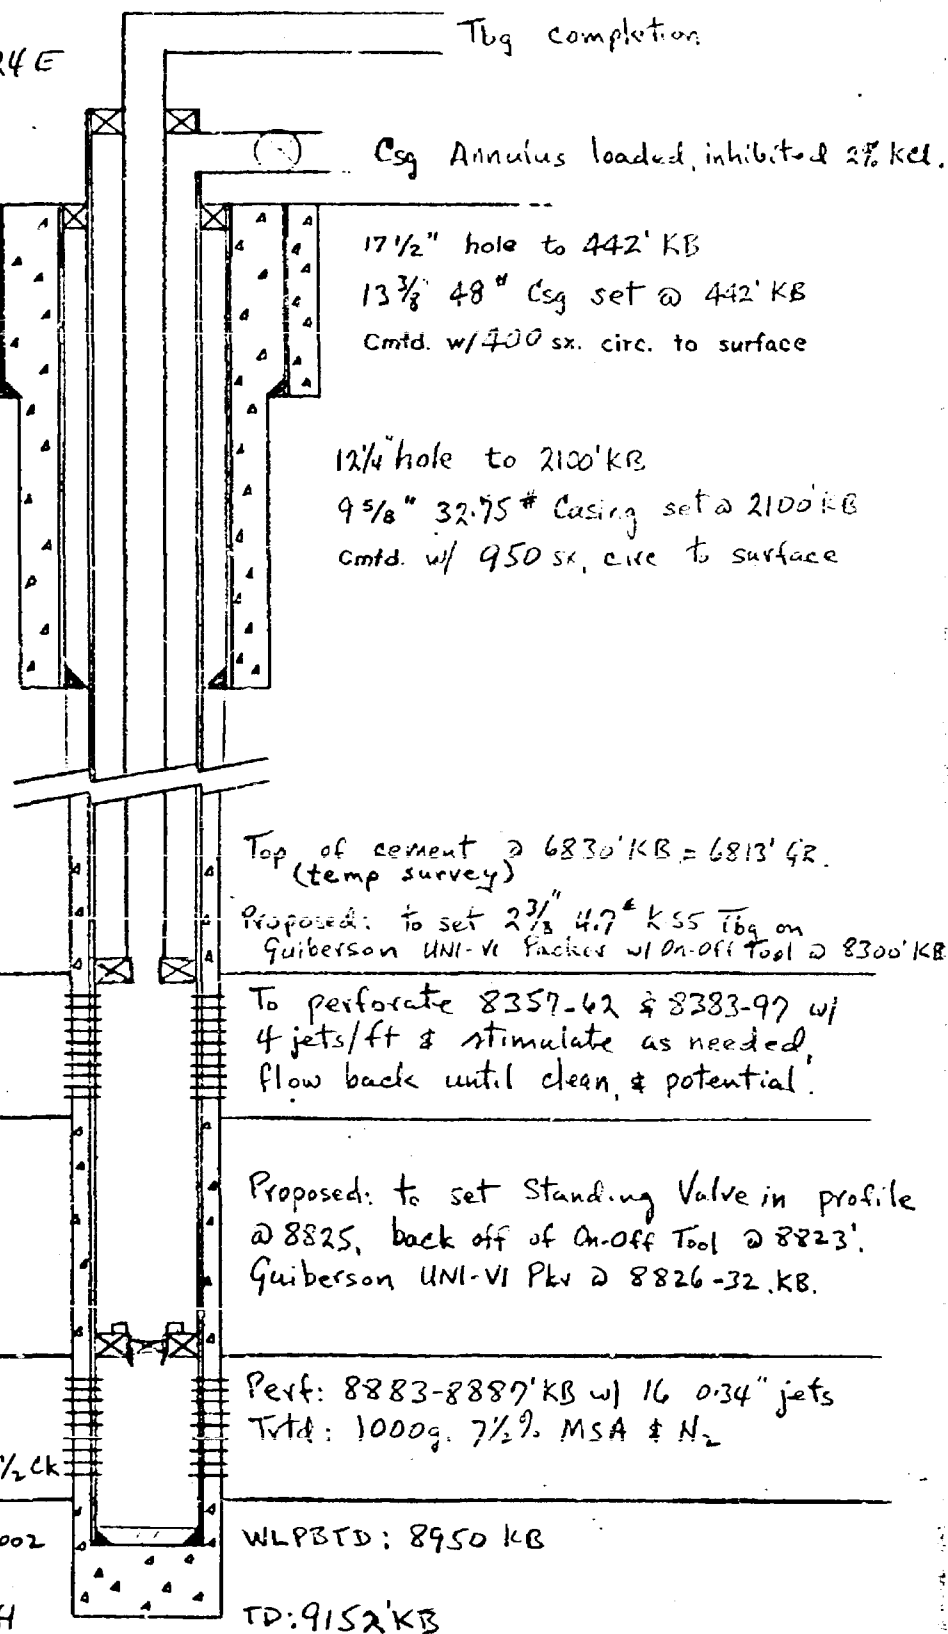 Tbg completion
24 E
Csg Annulus loaded, inhibited 2% KCl.
17 1/2" hole to 442' KB
13 3/8 48# Csg set @ 442' KB
Cmtd. w/ 400 sx. circ. to surface
12 1/4" hole to 2100' KB
9 5/8" 32.75# Casing set @ 2100' KB
Cmtd. w/ 950 sx, circ to surface
Top of cement @ 6830' KB = 6813' GR.
(temp survey)
Proposed: to set 2 3/8" 4.7# K55 Tbg on
Guiberson UNI-VI Packer w/ On-Off Tool @ 8300' KB
To perforate 8357-62 & 8383-97 w/
4 jets/ft & stimulate as needed,
flow back until clean, & potential.
Proposed: to set Standing Valve in profile
@ 8825, back off of On-Off Tool @ 8823'.
Guiberson UNI-VI Pkr @ 8826-32. KB.
Perf: 8883-8887' KB w/ 16 0.34" jets
Trtd: 1000g. 7 1/2% MSA & N2
1/2 Ck
002 WLPBTD: 8950 KB
H TD: 9152' KB